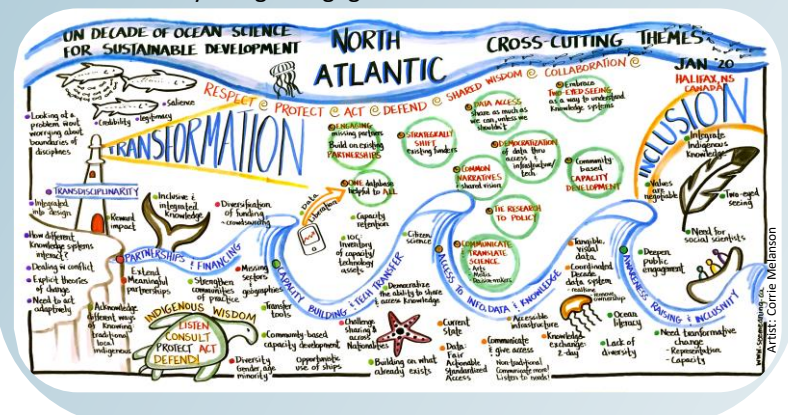 UN DECADE OF OCEAN SCIENCE
FOR SUSTAINABLE DEVELOPMENT
NORTH
ATLANTIC
CROSS-CUTTING THEMES
JAN '20
HALIFAX, NS
CANADA
RESPECT @ PROTECT @ ACT @ DEFEND @ SHARED WISDOM @ COLLABORATION @
Salience
Credibility
legitimacy
Looking at a
problem w/out
worrying about
boundaries of
disciplines
TRANSFORMATION
TRANSDISCIPLINARITY
Integrated
into design
Reward
impact
How different
knowledge systems
interact?
Dealing w conflict
Explicit theories
of change
Need to act
adaptively
Acknowledge
different ways
of knowing
traditional
local
indigenous
Inclusive &
integrated
knowledge
Diversification
of funding
- crowdsourcing
PARTNERSHIPS & FINANCING
Extend
Meaningful
partnerships
Strengthen
communities
of practice
Missing
sectors
geographies
INDIGENOUS WISDOM
LISTEN
CONSULT
PROTECT ACT
DEFEND!
Transfer
tools
Community-based
capacity development
Diversity
Gender, age
minority
Opportunistic
use of ships
ENGAGING
missing partners
Build on existing
PARTNERSHIPS
STRATEGICALLY
SHIFT
existing funders
DATA ACCESS
share as much as
we can, unless we
shouldn't
Embrace
TWO-EYED SEEING
as a way to understand
knowledge systems
DEMOCRATIZATION
of data thru
access &
infrastructure/
tech.
ONE database
helpful to ALL
COMMON
NARRATIVES
- shared vision
Community
based
CAPACITY
DEVELOPMENT
THE RESEARCH
TO POLICY
COMMUNICATE
TRANSLATE
SCIENCE
Arts
Data
Liberation
Capacity
retention
IOC:
Inventory
of capacity/
technology
assets
Citizen
science
CAPACITY BUILDING & TECH TRANSFER
Democratize
the ability to share
& access knowledge
Challenge
sharing
across
Nationalities
Building on what
already exists
ACCESS TO INFO, DATA & KNOWLEDGE
Current
state
Data:
Fair
Actionable
Standardized
Access
Accessible
infrastructure
Communicate
& give access
Non traditional
Communicate more!
Listen to needs!
Tangible,
visual
data
Coordinated
Decade
data system
- realtime
ownership
Knowledge
exchange:
2-day
Ocean
literacy
Lack of
diversity
AWARENESS RAISING & INCLUSIVITY
INCLUSION
Integrate
Indigenous
Knowledge
Values
are
negotiable
Two-eyed
seeing
Need for
social scientists
Deepen
public
engagement
Need transformative
change
- Representation
- Capacity
Artist: Corrie Melanson